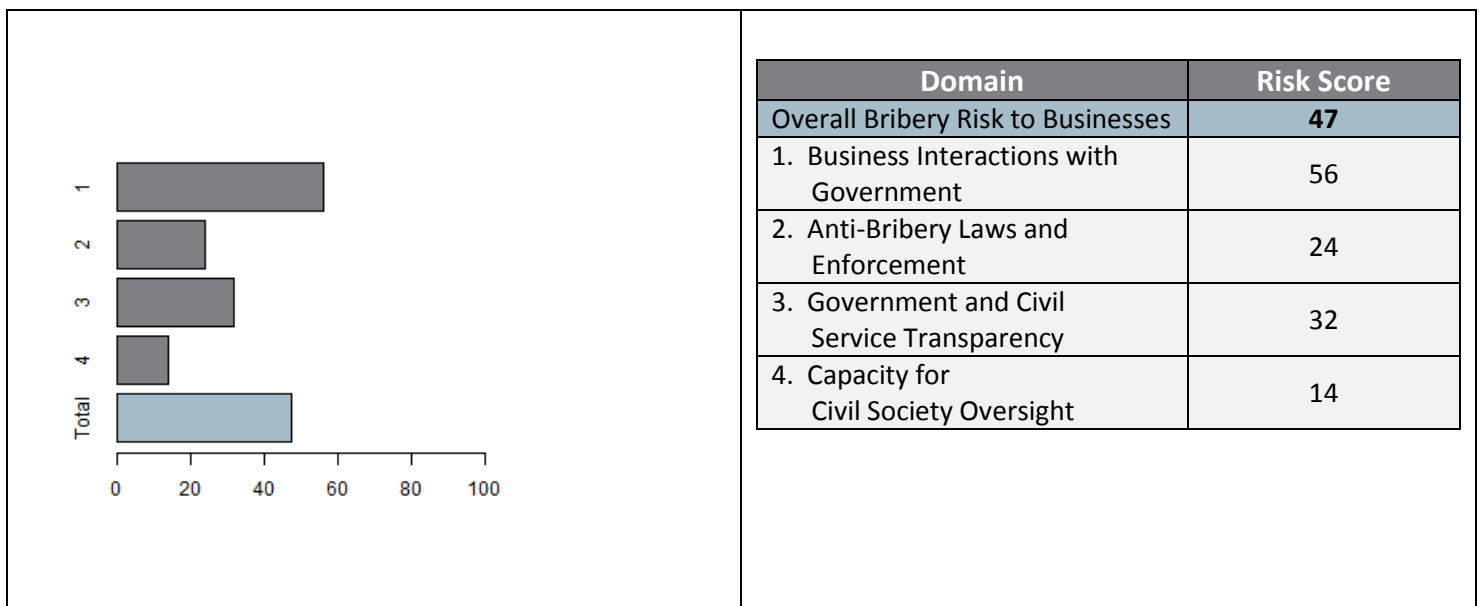 1
2
3
4
Total
0 20 40 60 80 100
Domain Risk Score
Overall Bribery Risk to Businesses 47
1. Business Interactions with
Government
56
2. Anti-Bribery Laws and
Enforcement
24
3. Government and Civil
Service Transparency
32
4. Capacity for
Civil Society Oversight
14